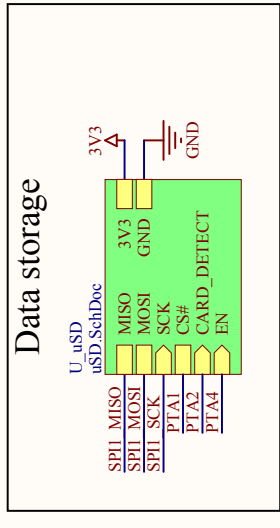 Data storage
U_uSD
uSD.SchDoc
SPI1_MISO
SPI1_MOSI
SPI1_SCK
PTA1
PTA2
PTA4
MISO
MOSI
SCK
CS#
CARD_DETECT
EN
3V3
GND
3V3
GND